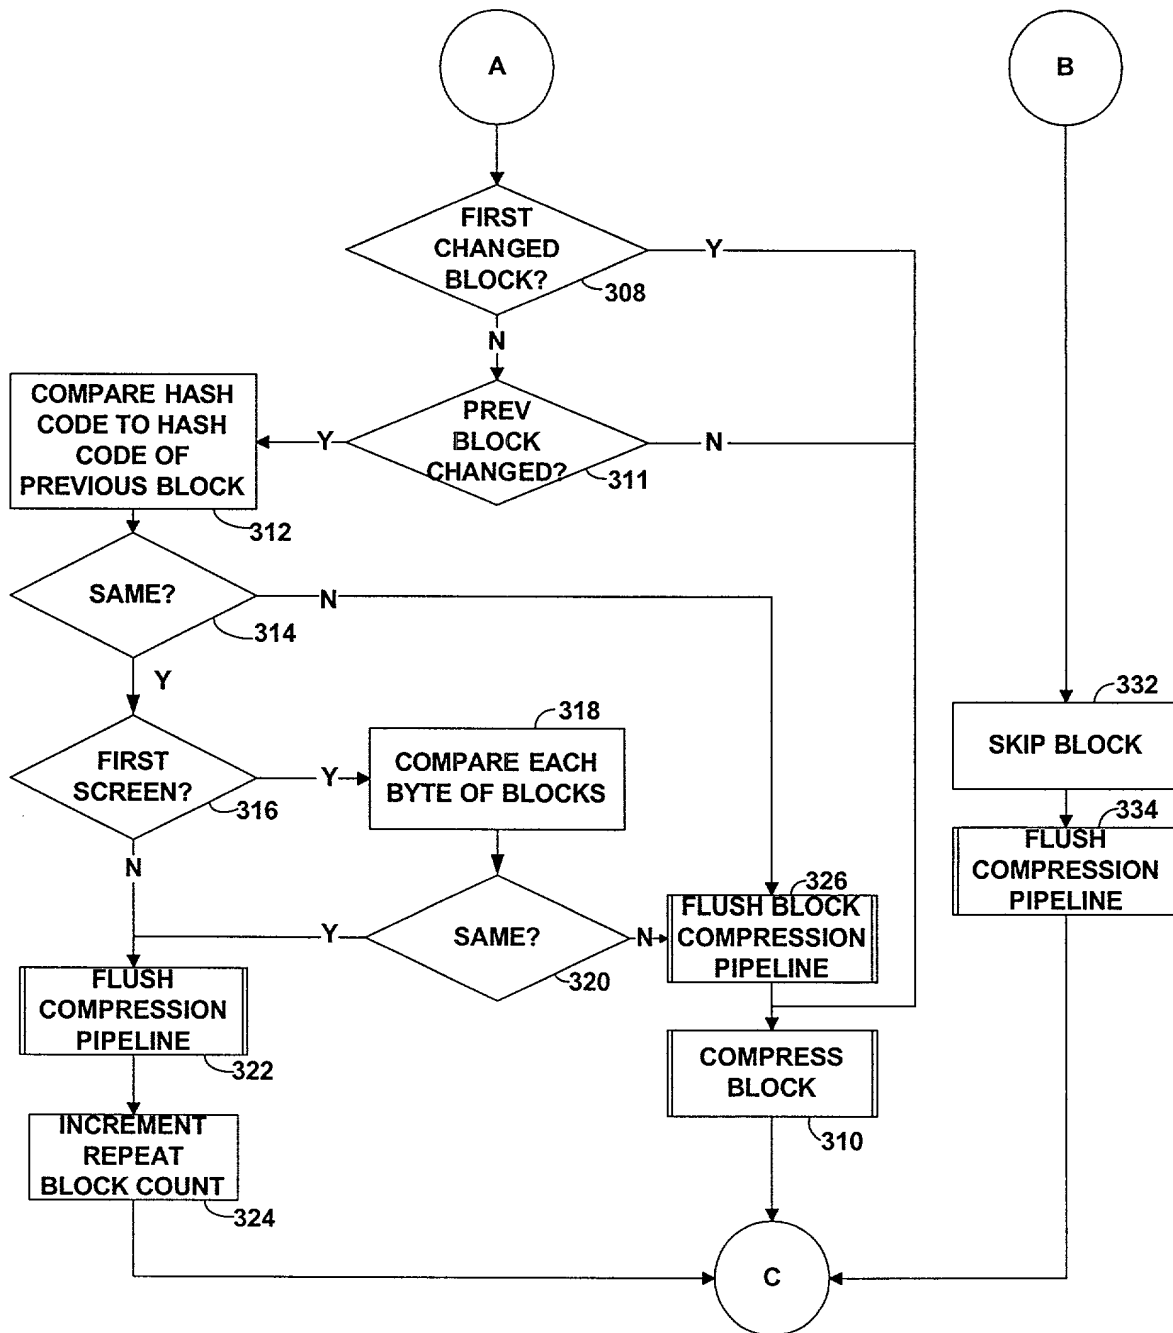 A
B
FIRST
CHANGED
BLOCK?
Y
308
N
COMPARE HASH
CODE TO HASH
CODE OF
PREVIOUS BLOCK
312
Y
PREV
BLOCK
CHANGED?
311
N
SAME?
314
N
Y
FIRST
SCREEN?
316
Y
318
COMPARE EACH
BYTE OF BLOCKS
N
SAME?
320
Y
N
326
FLUSH BLOCK
COMPRESSION
PIPELINE
332
SKIP BLOCK
334
FLUSH
COMPRESSION
PIPELINE
FLUSH
COMPRESSION
PIPELINE
322
COMPRESS
BLOCK
310
INCREMENT
REPEAT
BLOCK COUNT
324
C